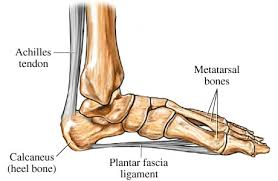 Achilles
tendon
Metatarsal
bones
Calcaneus
(heel bone)
Plantar fascia
ligament